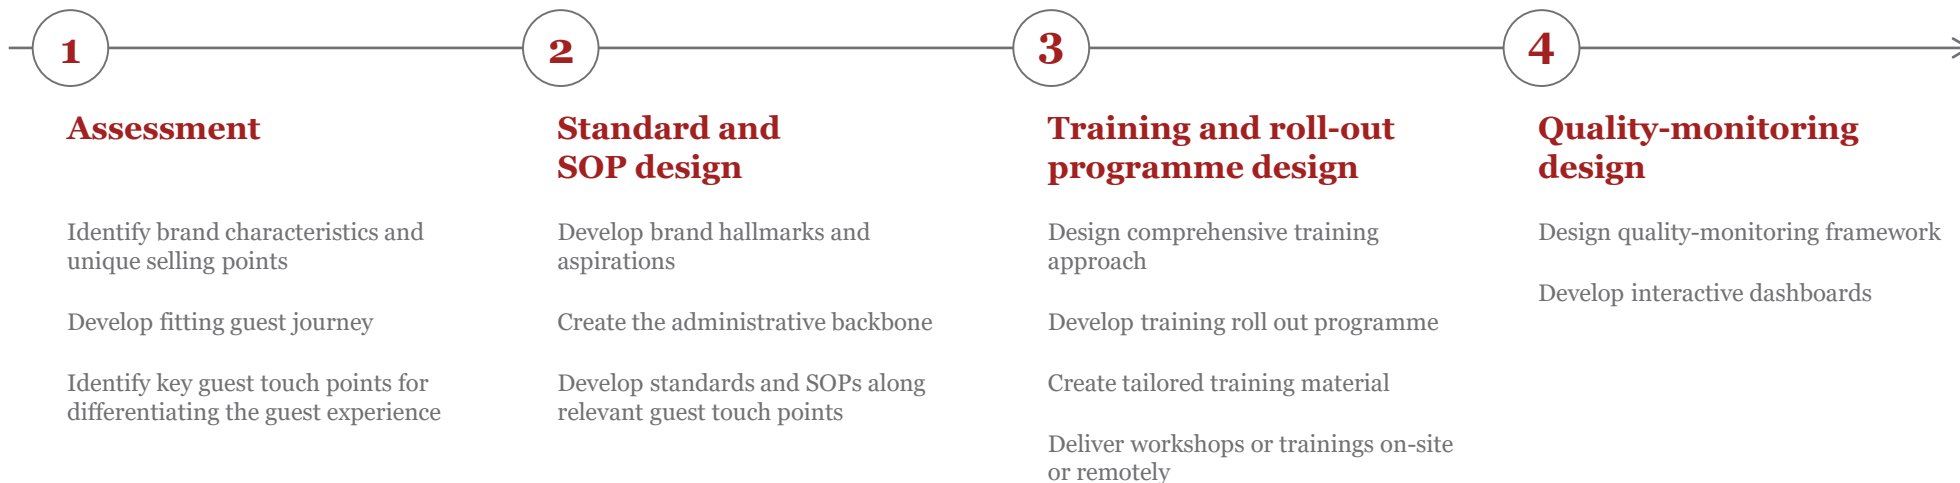 1
2
3
4
Assessment
Identify brand characteristics and
unique selling points
Develop fitting guest journey
Identify key guest touch points for
differentiating the guest experience
Standard and
SOP design
Develop brand hallmarks and
aspirations
Create the administrative backbone
Develop standards and SOPs along
relevant guest touch points
Training and roll-out
programme design
Design comprehensive training
approach
Develop training roll out programme
Create tailored training material
Deliver workshops or trainings on-site
or remotely
Quality-monitoring
design
Design quality-monitoring framework
Develop interactive dashboards